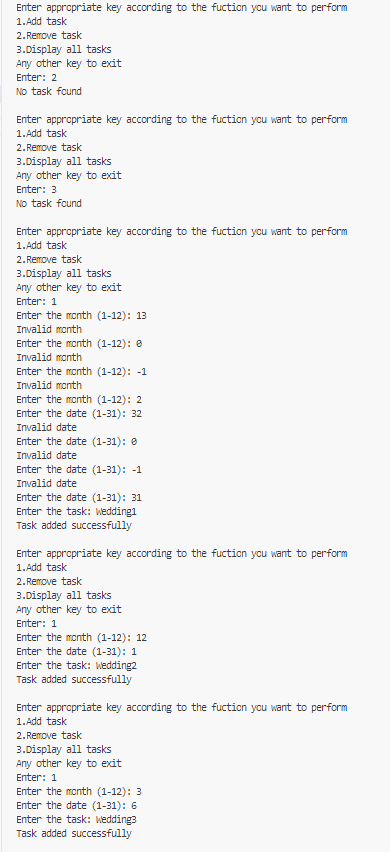 Enter appropriate key according to the fuction you want to perform
1.Add task
2.Remove task
3.Display all tasks
Any other key to exit
Enter: 2
No task found
Enter appropriate key according to the fuction you want to perform
1.Add task
2.Remove task
3.Display all tasks
Any other key to exit
Enter: 3
No task found
Enter appropriate key according to the fuction you want to perform
1.Add task
2.Remove task
3.Display all tasks
Any other key to exit
Enter: 1
Enter the month (1-12): 13
Invalid month
Enter the month (1-12): 0
Invalid month
Enter the month (1-12): -1
Invalid month
Enter the month (1-12): 2
Enter the date (1-31): 32
Invalid date
Enter the date (1-31): 0
Invalid date
Enter the date (1-31): -1
Invalid date
Enter the date (1-31): 31
Enter the task: Wedding1
Task added successfully
Enter appropriate key according to the fuction you want to perform
1.Add task
2.Remove task
3.Display all tasks
Any other key to exit
Enter: 1
Enter the month (1-12): 12
Enter the date (1-31): 1
Enter the task: Wedding2
Task added successfully
Enter appropriate key according to the fuction you want to perform
1.Add task
2.Remove task
3.Display all tasks
Any other key to exit
Enter: 1
Enter the month (1-12): 3
Enter the date (1-31): 6
Enter the task: Wedding3
Task added successfully